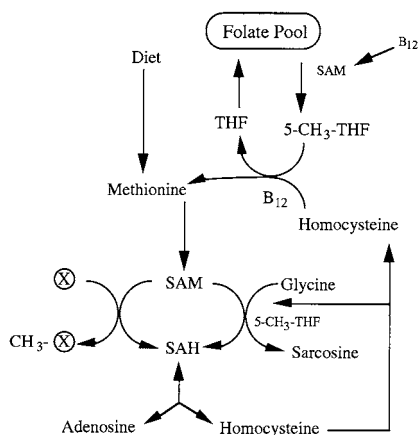 Folate Pool
B12
Diet
SAM
THF
5-CH3-THF
Methionine
B12
Homocysteine
X
SAM
Glycine
5-CH3-THF
CH3- X
SAH
Sarcosine
Adenosine
Homocysteine